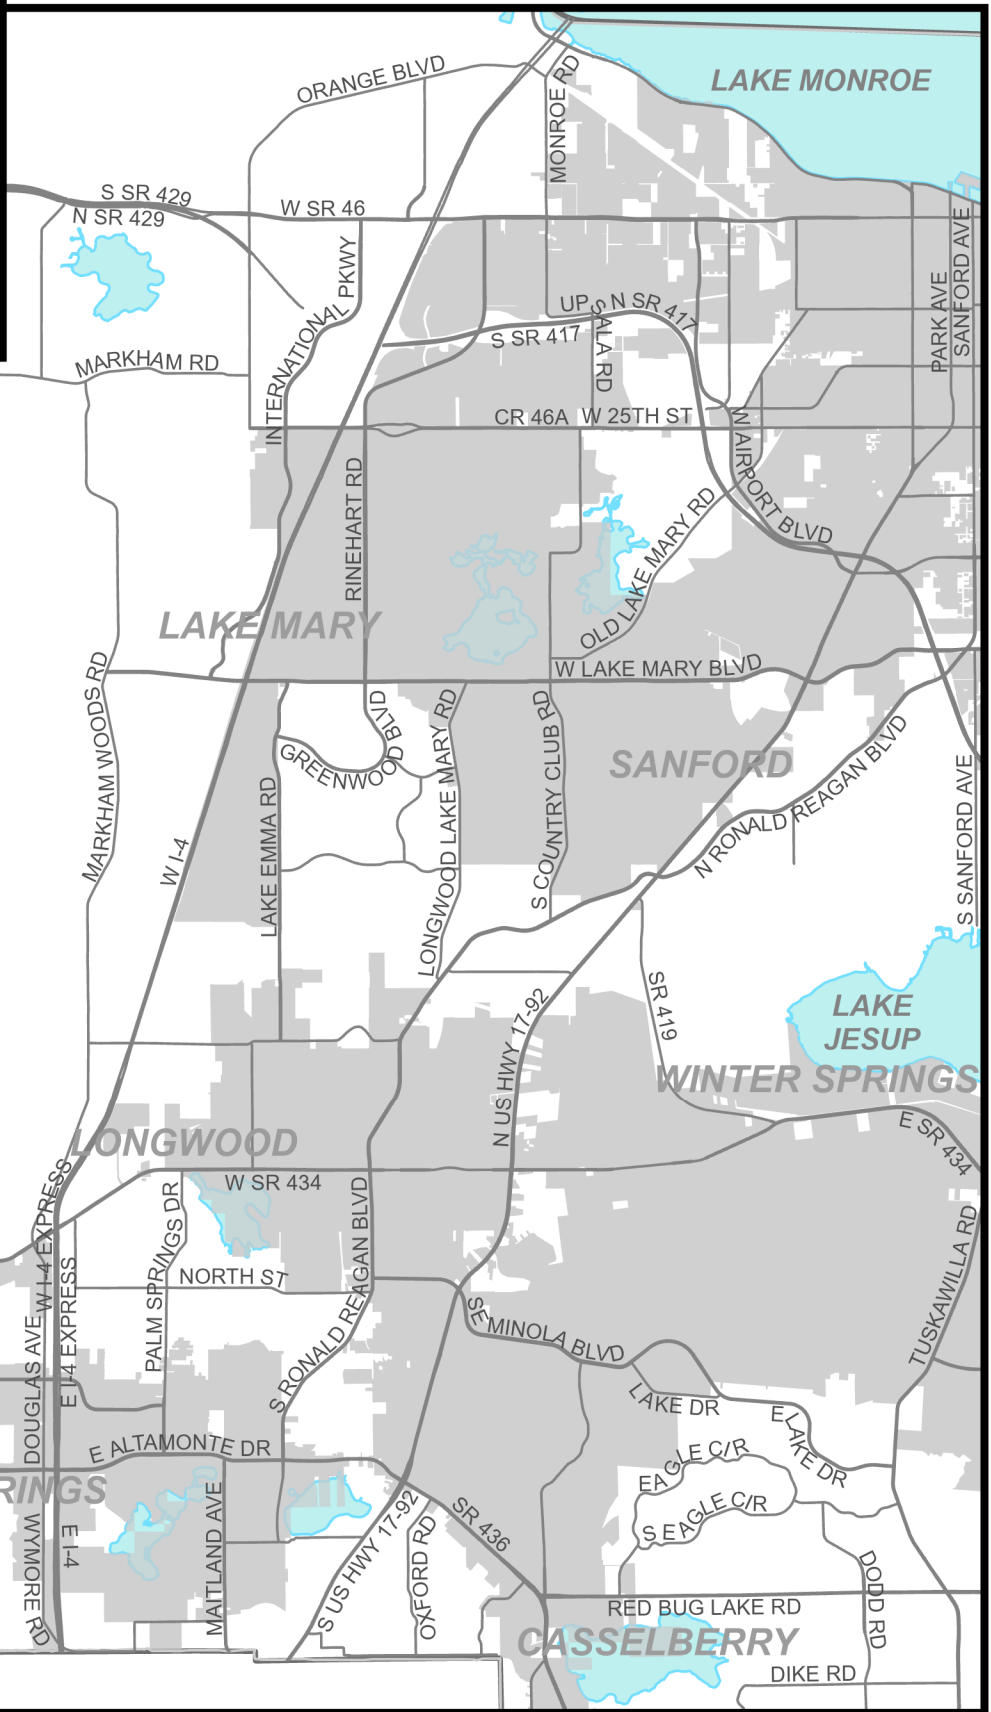 LAKE MONROE
ORANGE BLVD
MONROE RD
S SR 429
N SR 429
W SR 46
INTERNATIONAL PKWY
UPSALA RD
N SR 417
S SR 417
PARK AVE
SANFORD AVE
MARKHAM RD
CR 46A
W 25TH ST
W AIRPORT BLVD
RINEHART RD
OLD LAKE MARY RD
LAKE MARY
W LAKE MARY BLVD
MARKHAM WOODS RD
GREENWOOD BLVD
LONGWOOD LAKE MARY RD
S COUNTRY CLUB RD
SANFORD
N RONALD REAGAN BLVD
W I-4
LAKE EMMA RD
S SANFORD AVE
SR 419
N US HWY 17-92
LAKE
JESUP
WINTER SPRINGS
E SR 434
LONGWOOD
W SR 434
W I-4 EXPRESS
E I-4 EXPRESS
PALM SPRINGS DR
NORTH ST
S RONALD REAGAN BLVD
SEMINOLA BLVD
TUSKAWILLA RD
DOUGLAS AVE
LAKE DR
E LAKE DR
E ALTAMONTE DR
EAGLE CIR
S EAGLE CIR
RINGS
WYMORE RD
E I-4
MAITLAND AVE
S US HWY 17-92
OXFORD RD
SR 436
DODD RD
RED BUG LAKE RD
CASSELBERRY
DIKE RD